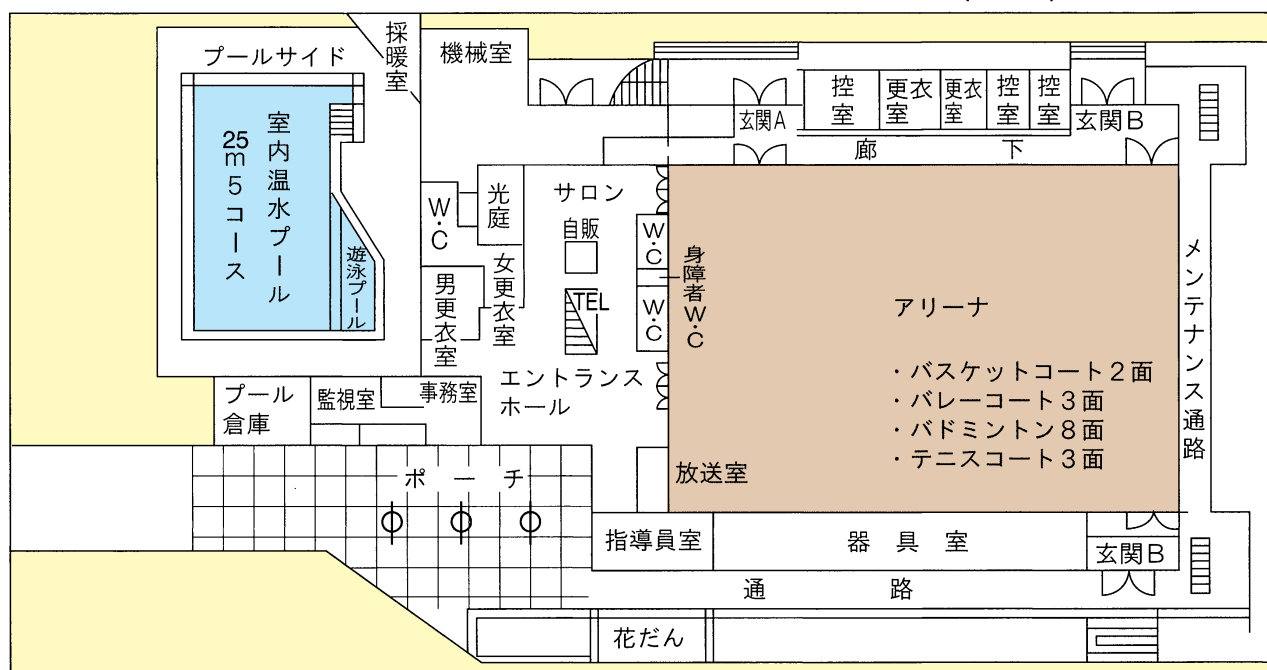 採暖室
機械室
プールサイド
室内温水プール
25m5コース
遊泳プール
W・C
光庭
サロン
自販
TEL
女更衣室
男更衣室
W・C
W・C
身障者W・C
玄関A
控室
更衣室
更衣室
控室
控室
玄関B
廊下
アリーナ
・バスケットコート2面
・バレーコート3面
・バドミントン8面
・テニスコート3面
メンテナンス通路
エントランス
ホール
プール
倉庫
監視室
事務室
ポーチ
放送室
指導員室
器具室
玄関B
通路
花だん